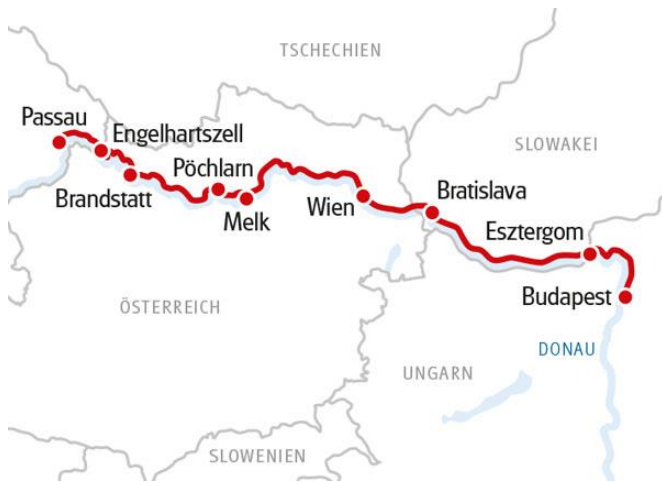 TSCHECHIEN
Passau
Engelhartszell
SLOWAKEI
Pöchlarn
Brandstatt
Bratislava
Wien
Melk
Esztergom
Budapest
ÖSTERREICH
DONAU
UNGARN
SLOWENIEN